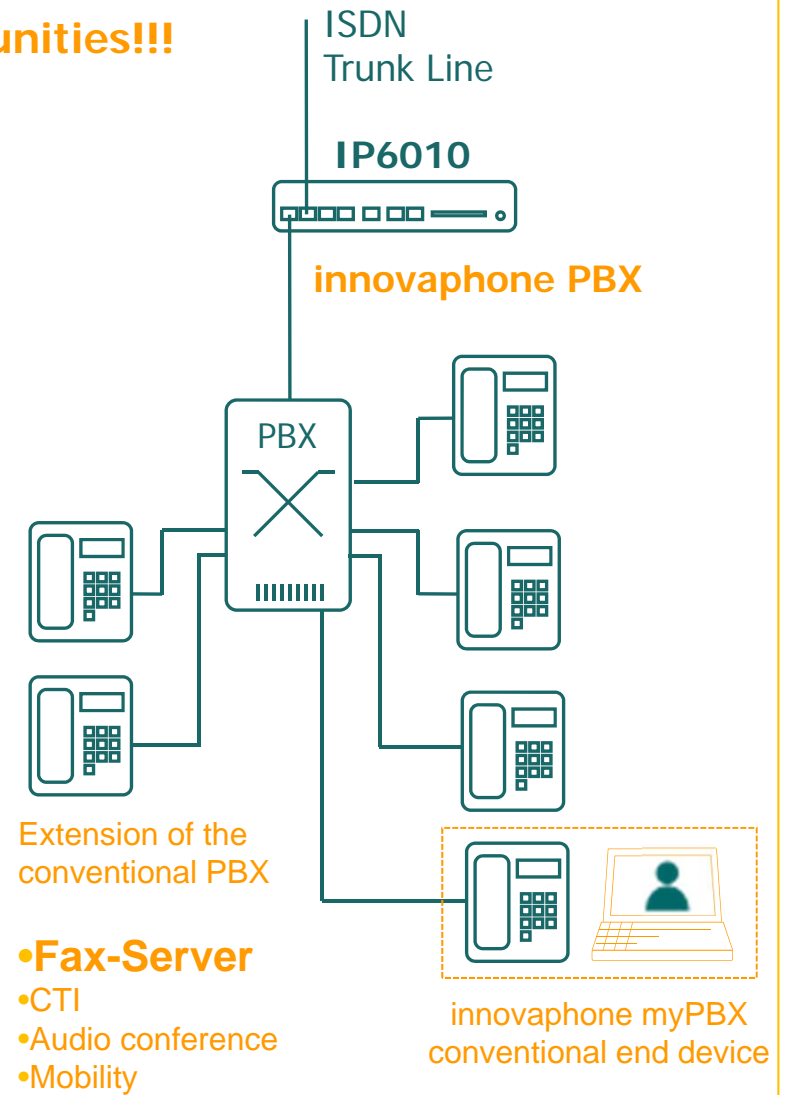 unities!!!
ISDN
Trunk Line
IP6010
innovaphone PBX
PBX
Extension of the
conventional PBX
•Fax-Server
•CTI
•Audio conference
•Mobility
innovaphone myPBX
conventional end device